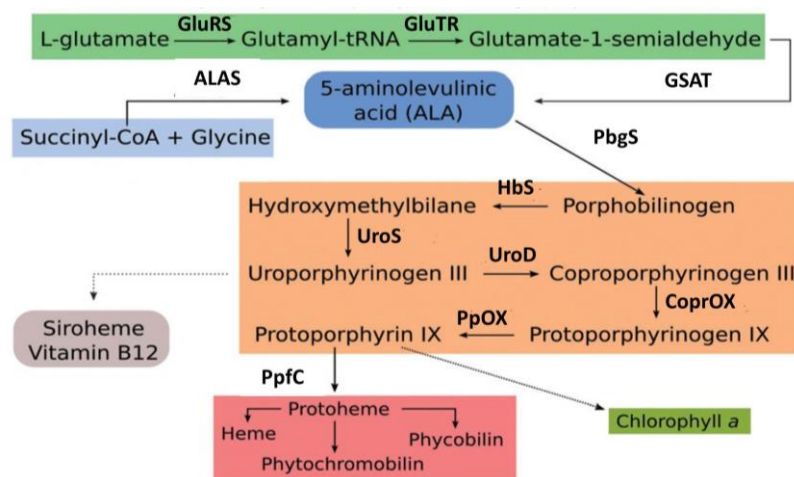 GluRS GluTR
L-glutamate Glutamyl-tRNA Glutamate-1-semialdehyde
ALAS 5-aminolevulinic GSAT
acid (ALA)
Succinyl-CoA + Glycine PbgS
HbS
Hydroxymethylbilane Porphobilinogen
UroS UroD
Uroporphyrinogen III Coproporphyrinogen III
CoprOX
Siroheme PpOX
Vitamin B12 Protoporphyrin IX Protoporphyrinogen IX
PpfC
Protoheme
Heme Phycobilin Chlorophyll a
Phytochromobilin